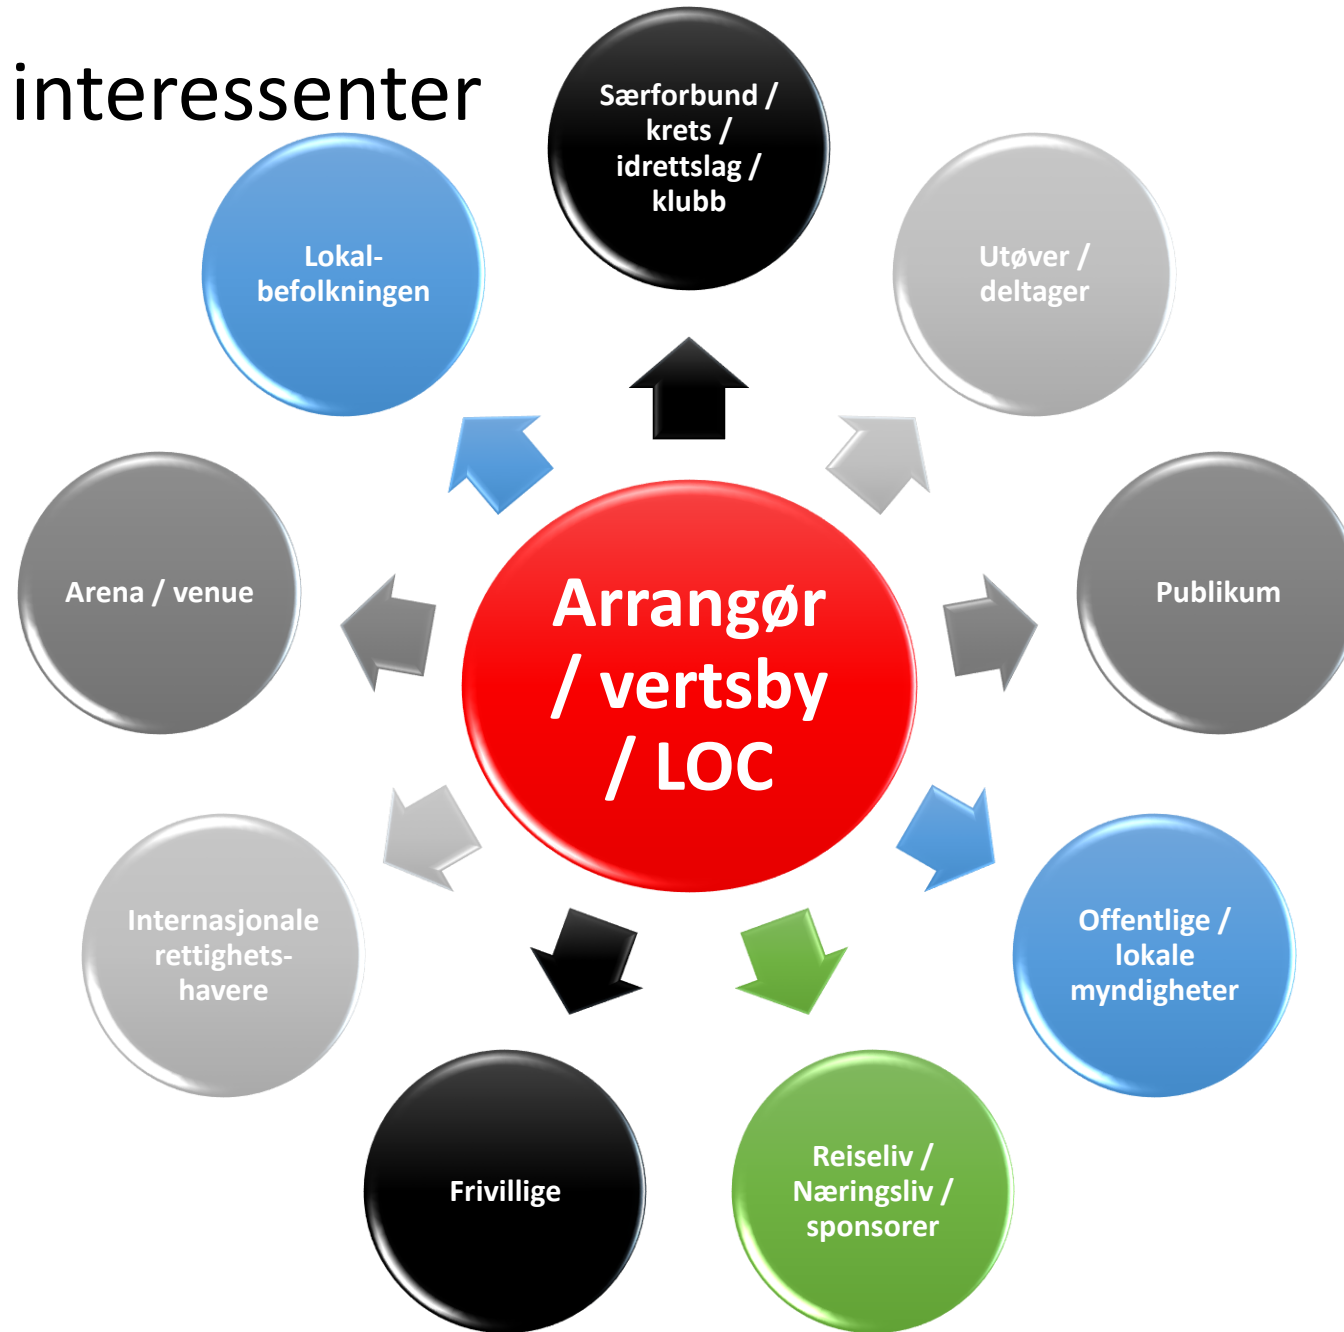 interessenter
Særforbund /
krets /
idrettslag /
klubb
Utøver /
deltager
Publikum
Offentlige /
lokale
myndigheter
Reiseliv /
Næringsliv /
sponsorer
Frivillige
Internasjonale
rettighets-
havere
Arena / venue
Lokal-
befolkningen
Arrangør
/ vertsby
/ LOC